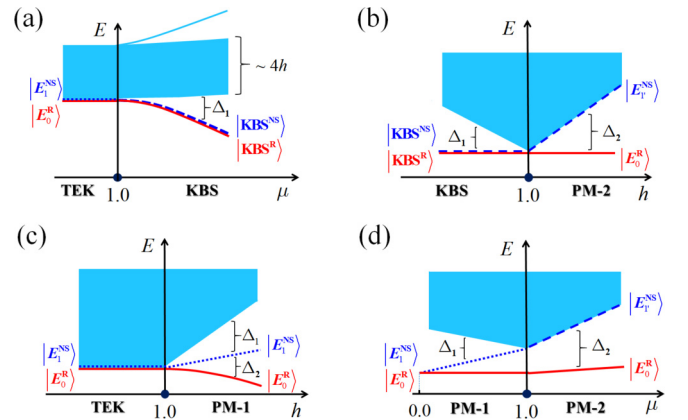 (a)
E
~ 4h
|E₁ᴺˢ⟩
|E₀ᴿ⟩
Δ₁
|KBSᴺˢ⟩
|KBSᴿ⟩
TEK
1.0
KBS
μ
(b)
E
|E₁′ᴺˢ⟩
|KBSᴺˢ⟩
Δ₁
Δ₂
|KBSᴿ⟩
|E₀ᴿ⟩
KBS
1.0
PM-2
h
(c)
E
|E₁ᴺˢ⟩
|E₀ᴿ⟩
Δ₁
|E₁ᴺˢ⟩
Δ₂
|E₀ᴿ⟩
TEK
1.0
PM-1
h
(d)
E
|E₁′ᴺˢ⟩
|E₁ᴺˢ⟩
Δ₁
Δ₂
|E₀ᴿ⟩
|E₀ᴿ⟩
0.0
PM-1
1.0
PM-2
μ